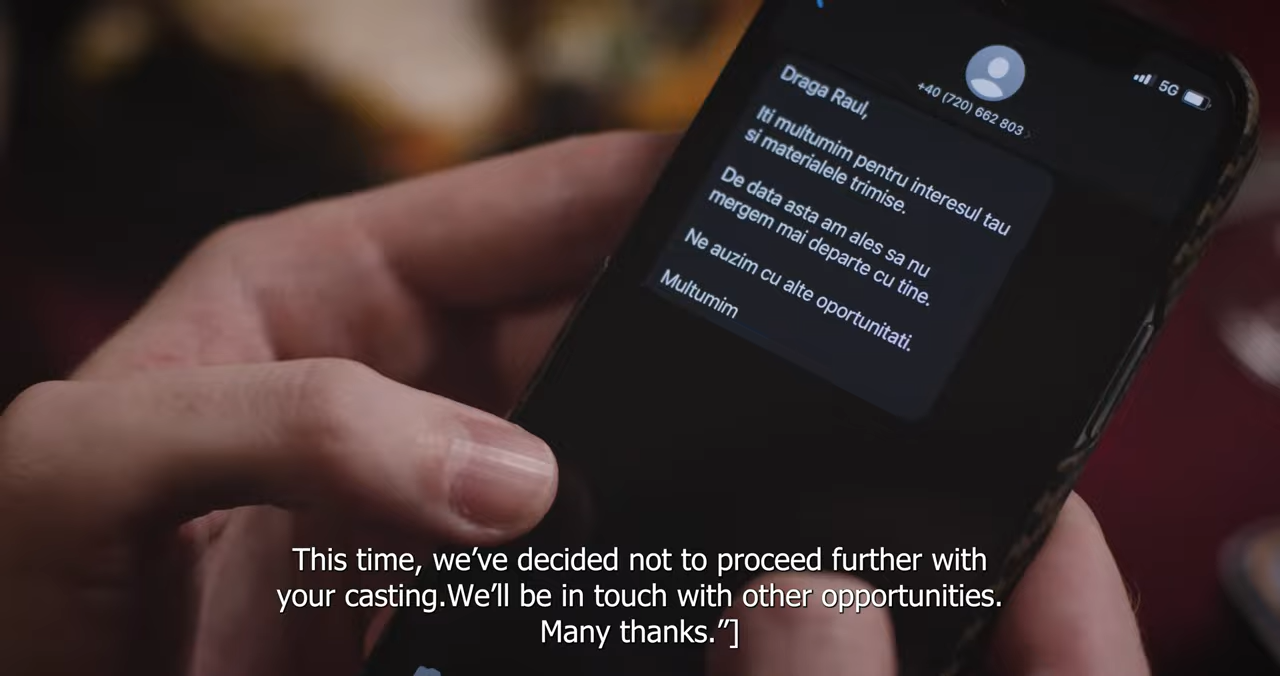 5G
+40 (720) 662 803
Draga Raul,
Iti multumim pentru interesul tau
si materialele trimise.
De data asta am ales sa nu
mergem mai departe cu tine.
Ne auzim cu alte oportunitati.
Multumim
This time, we’ve decided not to proceed further with
your casting.We’ll be in touch with other opportunities.
Many thanks.”]